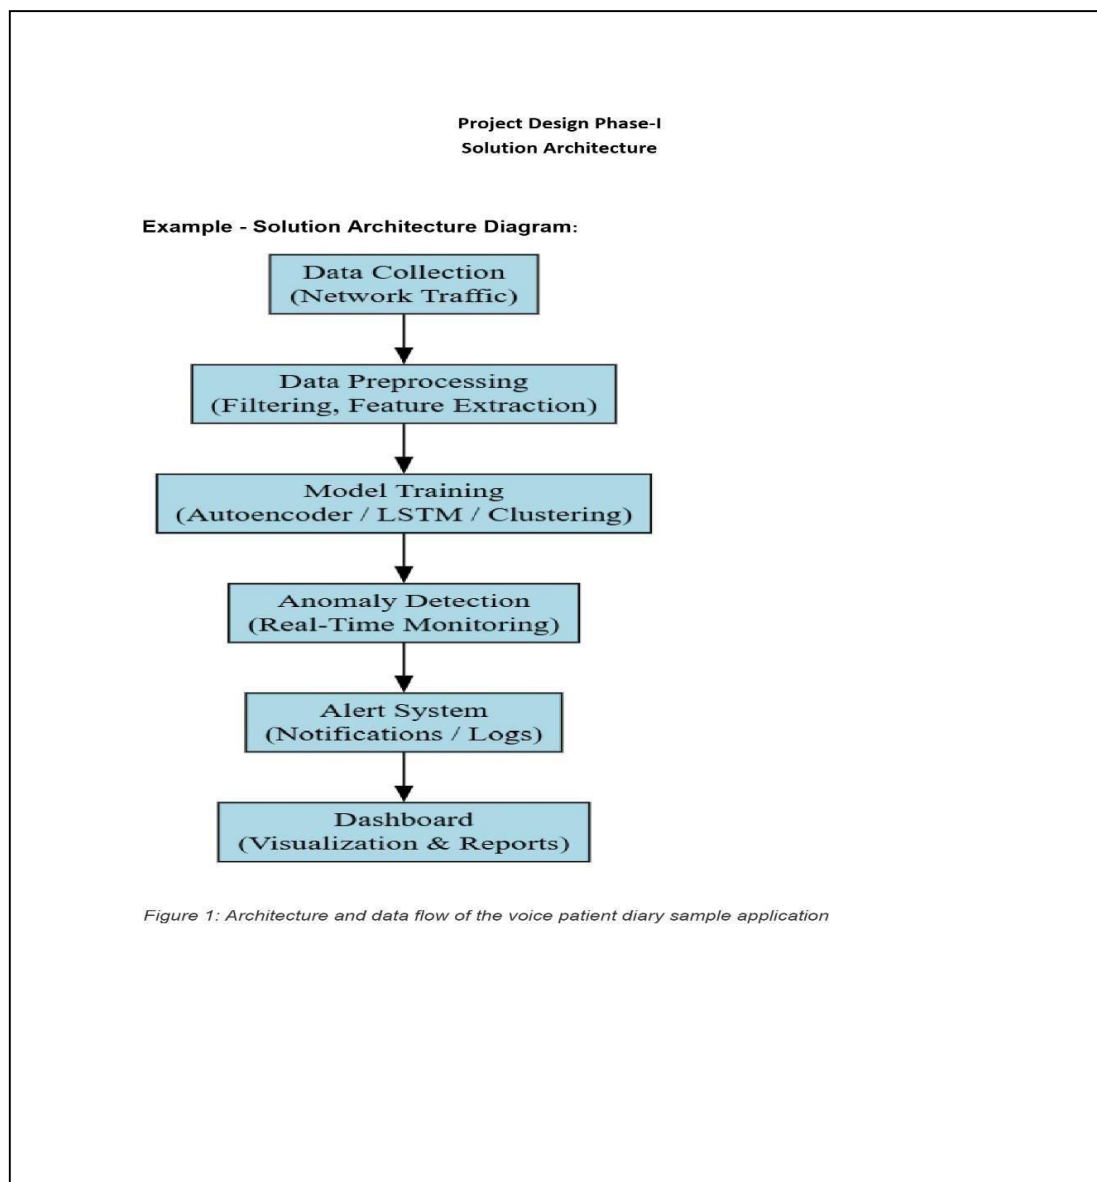 Project Design Phase-I
Solution Architecture
Example - Solution Architecture Diagram:
Data Collection
(Network Traffic)
Data Preprocessing
(Filtering, Feature Extraction)
Model Training
(Autoencoder / LSTM / Clustering)
Anomaly Detection
(Real-Time Monitoring)
Alert System
(Notifications / Logs)
Dashboard
(Visualization & Reports)
Figure 1: Architecture and data flow of the voice patient diary sample application